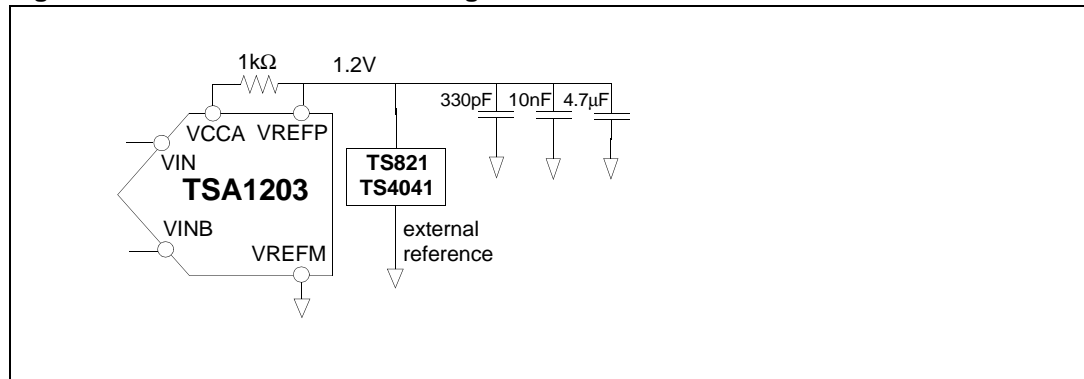 1kΩ
1.2V
330pF
10nF
4.7μF
VCCA
VREFP
VIN
TS821
TS4041
TSA1203
VINB
VREFM
external
reference